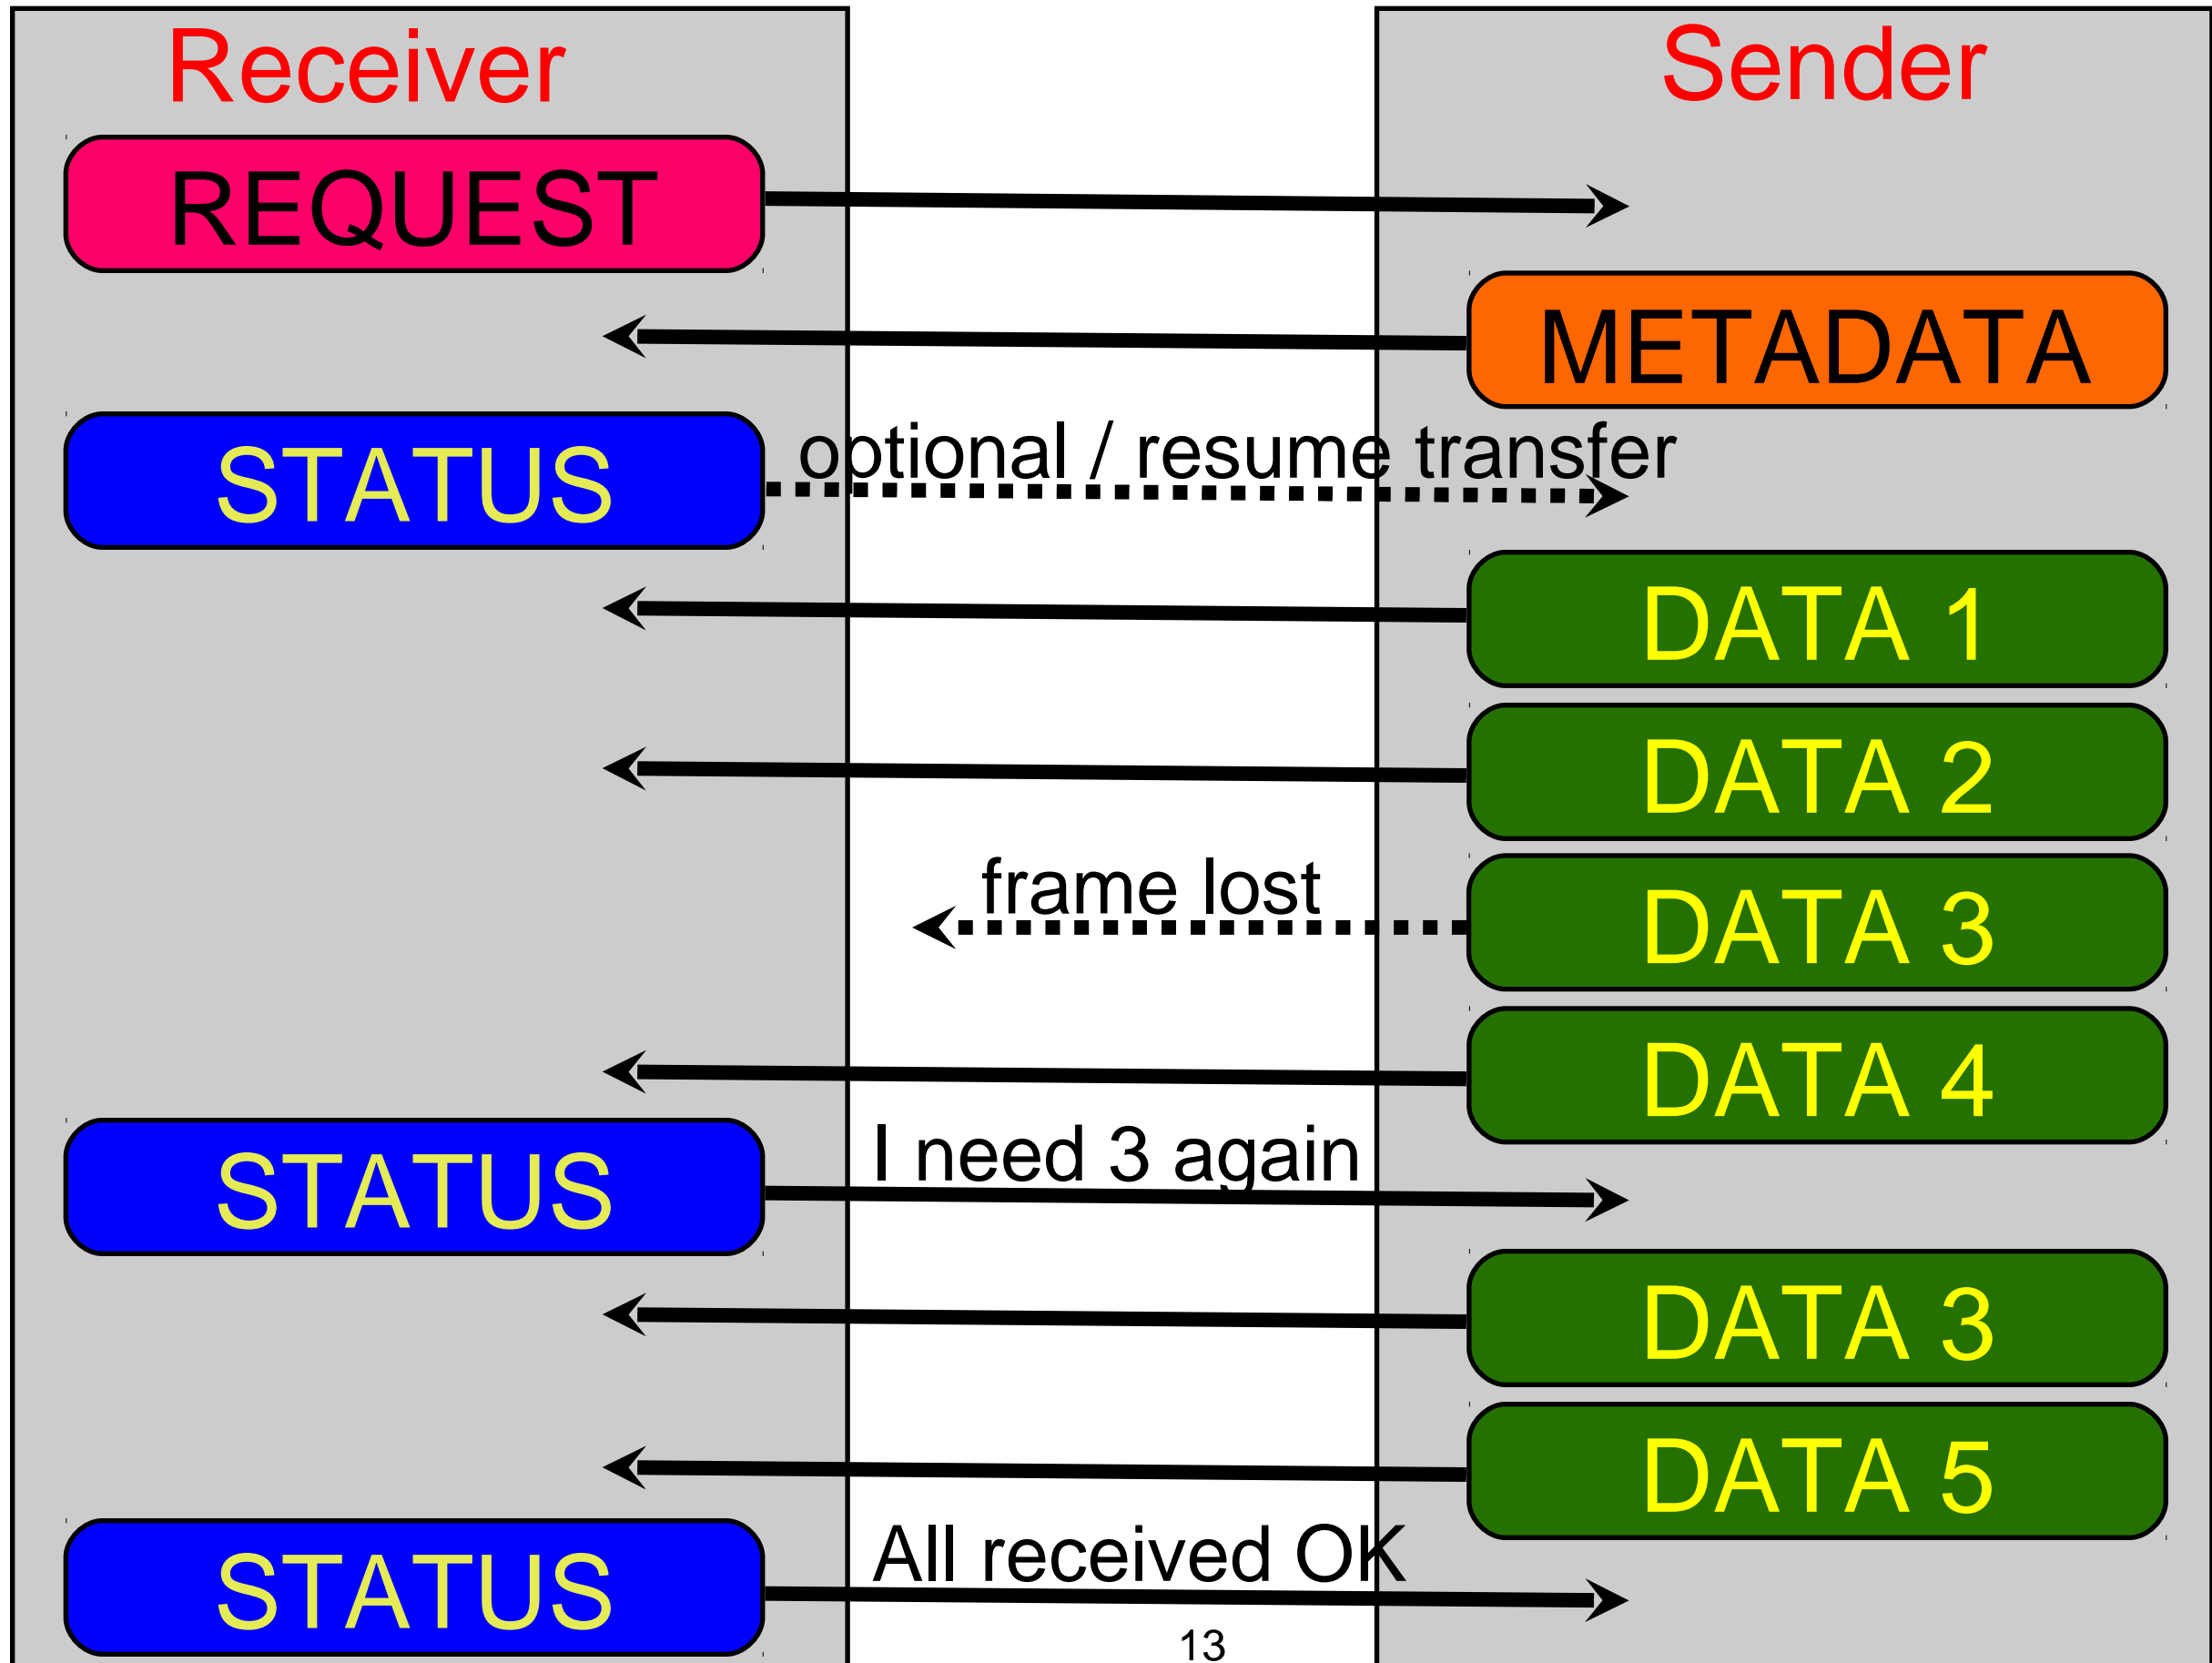 Receiver
Sender
REQUEST
METADATA
STATUS
optional / resume transfer
DATA 1
DATA 2
frame lost
DATA 3
DATA 4
STATUS
I need 3 again
DATA 3
DATA 5
STATUS
All received OK
13